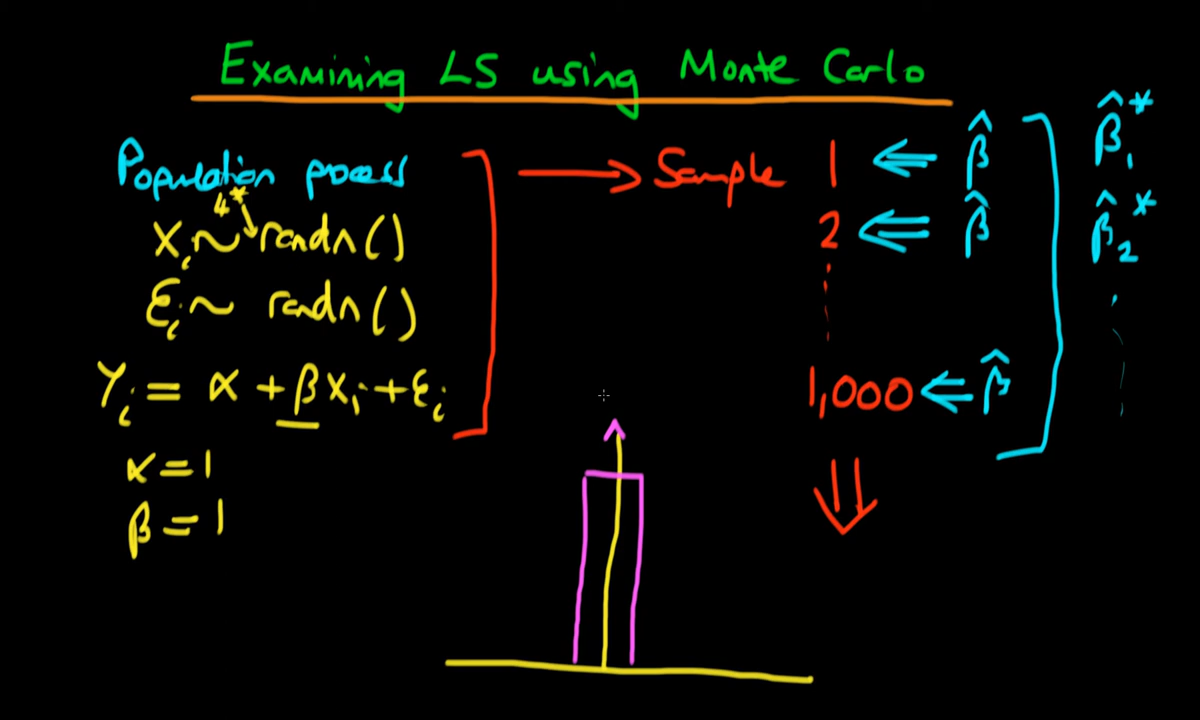 Examining LS using Monte Carlo
Population process
4*
Xᵢ ~ randn()
εᵢ ~ randn()
Yᵢ = α + βXᵢ + εᵢ
α = 1
β = 1
→ Sample 1 ⇐ β̂
2 ⇐ β̂
1,000 ⇐ β̂
β̂₁*
β̂₂*